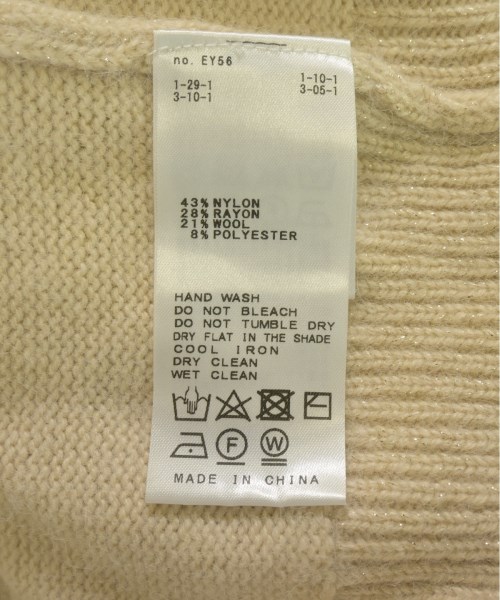 no. EY56
1-29-1 1-10-1
3-10-1 3-05-1
43% NYLON
28% RAYON
21% WOOL
8% POLYESTER
HAND WASH
DO NOT BLEACH
DO NOT TUMBLE DRY
DRY FLAT IN THE SHADE
COOL IRON
DRY CLEAN
WET CLEAN
F W
MADE IN CHINA